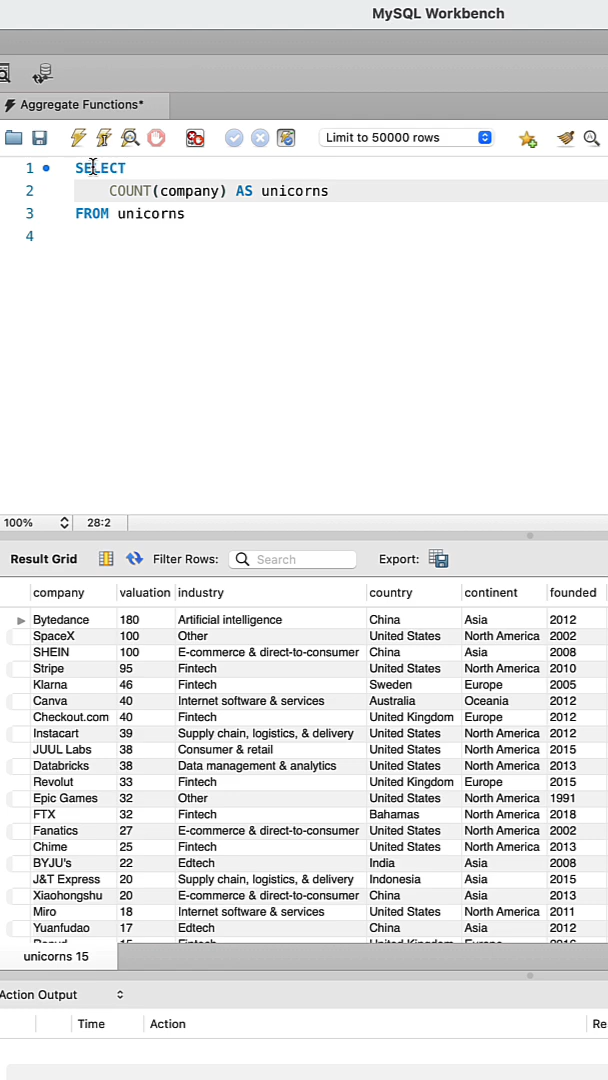 MySQL Workbench
Aggregate Functions*
Limit to 50000 rows
1 SELECT
2 COUNT(company) AS unicorns
3 FROM unicorns
4
100% 28:2
Result Grid Filter Rows: Search Export:
company valuation industry country continent founded
Bytedance 180 Artificial intelligence China Asia 2012
SpaceX 100 Other United States North America 2002
SHEIN 100 E-commerce & direct-to-consumer China Asia 2008
Stripe 95 Fintech United States North America 2010
Klarna 46 Fintech Sweden Europe 2005
Canva 40 Internet software & services Australia Oceania 2012
Checkout.com 40 Fintech United Kingdom Europe 2012
Instacart 39 Supply chain, logistics, & delivery United States North America 2012
JUUL Labs 38 Consumer & retail United States North America 2015
Databricks 38 Data management & analytics United States North America 2013
Revolut 33 Fintech United Kingdom Europe 2015
Epic Games 32 Other United States North America 1991
FTX 32 Fintech Bahamas North America 2018
Fanatics 27 E-commerce & direct-to-consumer United States North America 2002
Chime 25 Fintech United States North America 2013
BYJU's 22 Edtech India Asia 2008
J&T Express 20 Supply chain, logistics, & delivery Indonesia Asia 2015
Xiaohongshu 20 E-commerce & direct-to-consumer China Asia 2013
Miro 18 Internet software & services United States North America 2011
Yuanfudao 17 Edtech China Asia 2012
unicorns 15
Action Output
Time Action Re